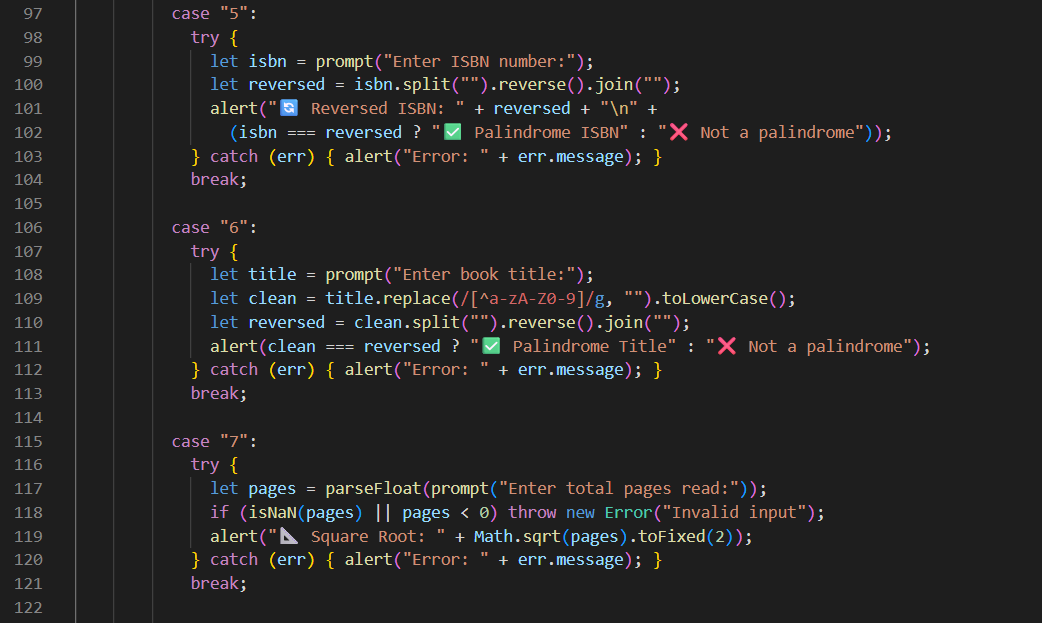 97 case "5":
98 try {
99 let isbn = prompt("Enter ISBN number:");
100 let reversed = isbn.split("").reverse().join("");
101 alert("🔄 Reversed ISBN: " + reversed + "\n" +
102 (isbn === reversed ? "✅ Palindrome ISBN" : "❌ Not a palindrome"));
103 } catch (err) { alert("Error: " + err.message); }
104 break;
105
106 case "6":
107 try {
108 let title = prompt("Enter book title:");
109 let clean = title.replace(/[^a-zA-Z0-9]/g, "").toLowerCase();
110 let reversed = clean.split("").reverse().join("");
111 alert(clean === reversed ? "✅ Palindrome Title" : "❌ Not a palindrome");
112 } catch (err) { alert("Error: " + err.message); }
113 break;
114
115 case "7":
116 try {
117 let pages = parseFloat(prompt("Enter total pages read:"));
118 if (isNaN(pages) || pages < 0) throw new Error("Invalid input");
119 alert("📐 Square Root: " + Math.sqrt(pages).toFixed(2));
120 } catch (err) { alert("Error: " + err.message); }
121 break;
122